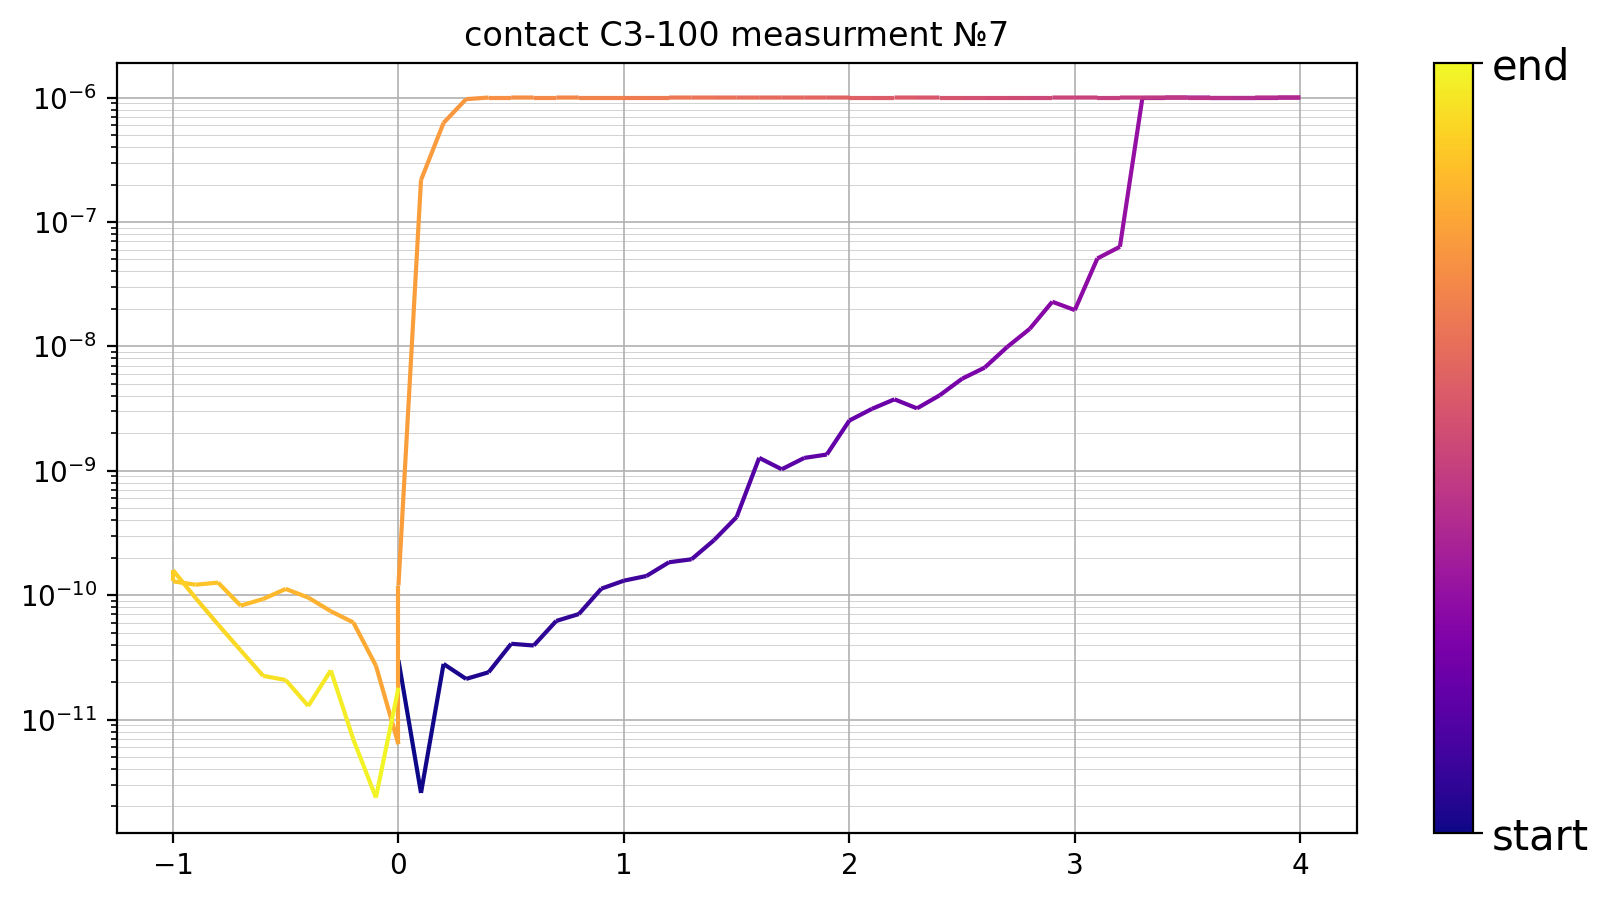 contact C3-100 measurment №7
10⁻⁶
10⁻⁷
10⁻⁸
10⁻⁹
10⁻¹⁰
10⁻¹¹
−1 0 1 2 3 4
end
start